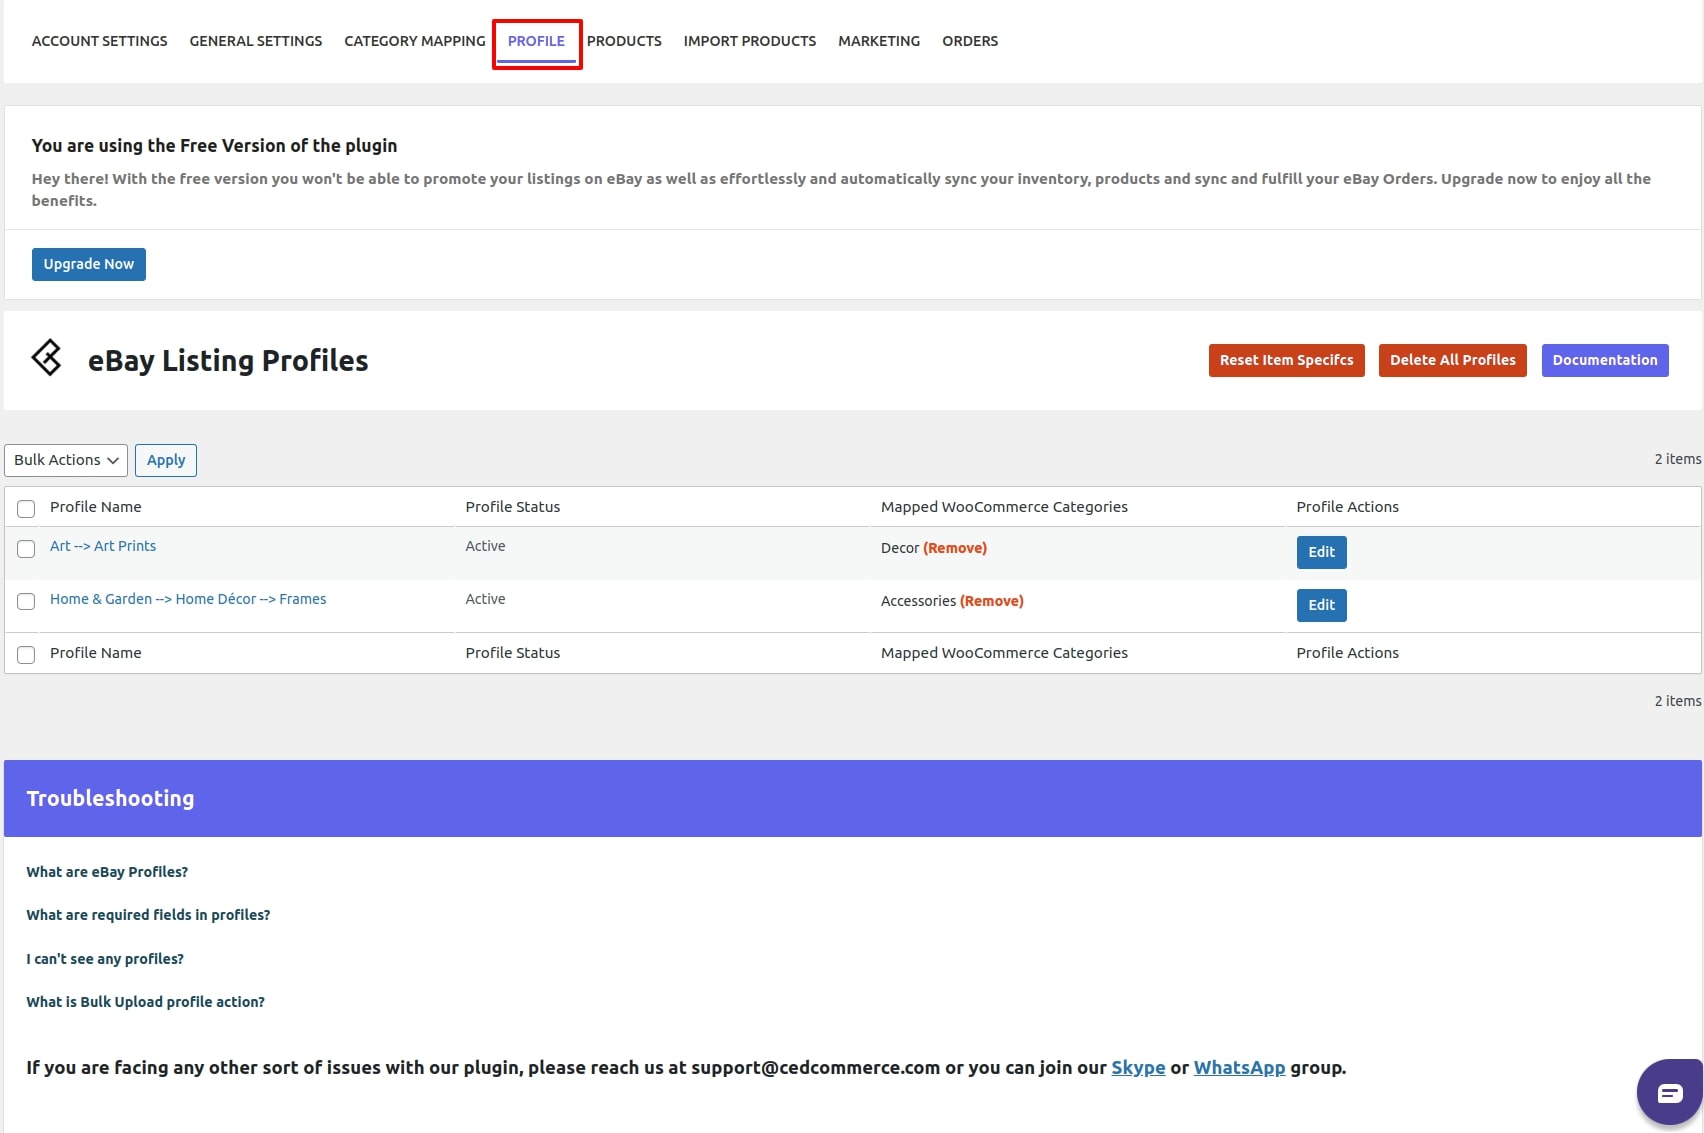 ACCOUNT SETTINGS GENERAL SETTINGS CATEGORY MAPPING PROFILE PRODUCTS IMPORT PRODUCTS MARKETING ORDERS
You are using the Free Version of the plugin
Hey there! With the free version you won't be able to promote your listings on eBay as well as effortlessly and automatically sync your inventory, products and sync and fulfill your eBay Orders. Upgrade now to enjoy all the
benefits.
Upgrade Now
eBay Listing Profiles Reset Item Specifcs Delete All Profiles Documentation
Bulk Actions Apply 2 items
Profile Name Profile Status Mapped WooCommerce Categories Profile Actions
Art --> Art Prints Active Decor (Remove) Edit
Home & Garden --> Home Décor --> Frames Active Accessories (Remove) Edit
Profile Name Profile Status Mapped WooCommerce Categories Profile Actions
2 items
Troubleshooting
What are eBay Profiles?
What are required fields in profiles?
I can't see any profiles?
What is Bulk Upload profile action?
If you are facing any other sort of issues with our plugin, please reach us at support@cedcommerce.com or you can join our Skype or WhatsApp group.